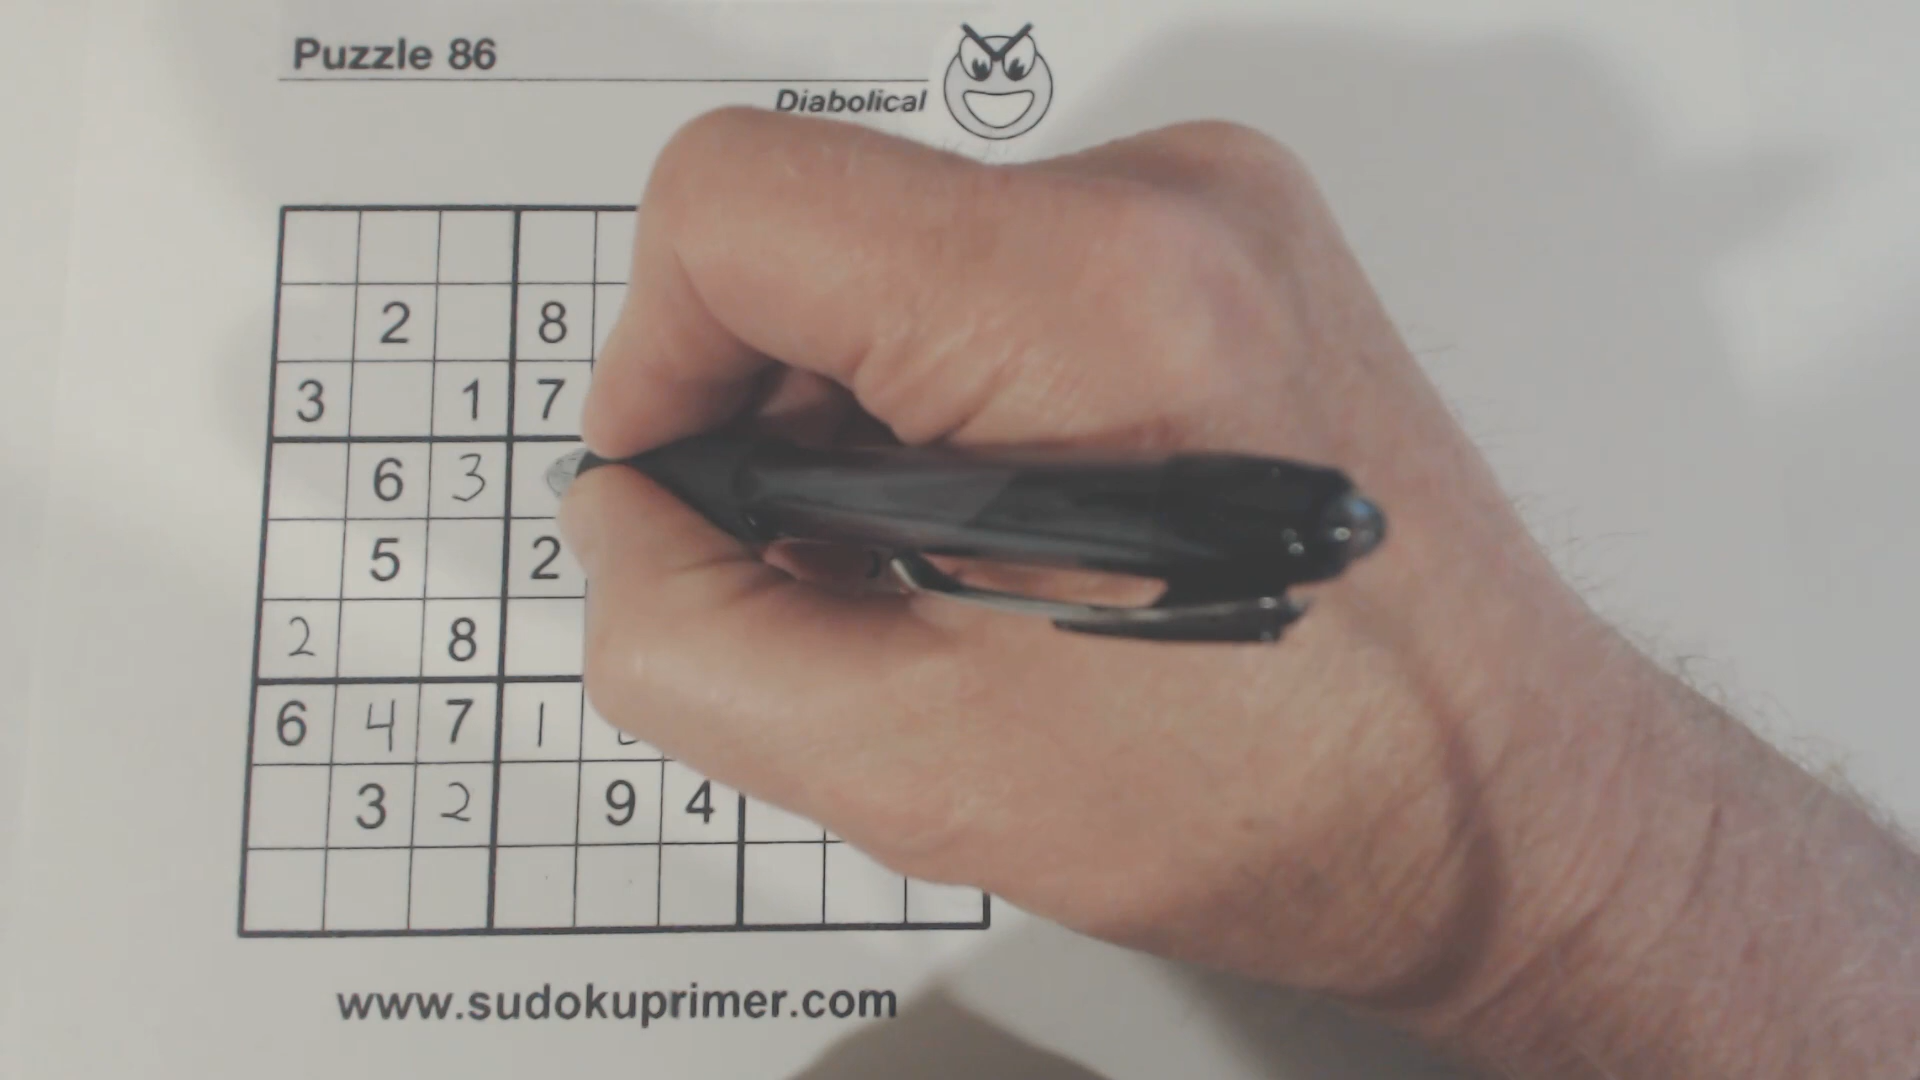 Puzzle 86
Diabolical
2 8
3 1 7
6 3
5 2
2 8
6 4 7 1
3 2 9 4
www.sudokuprimer.com